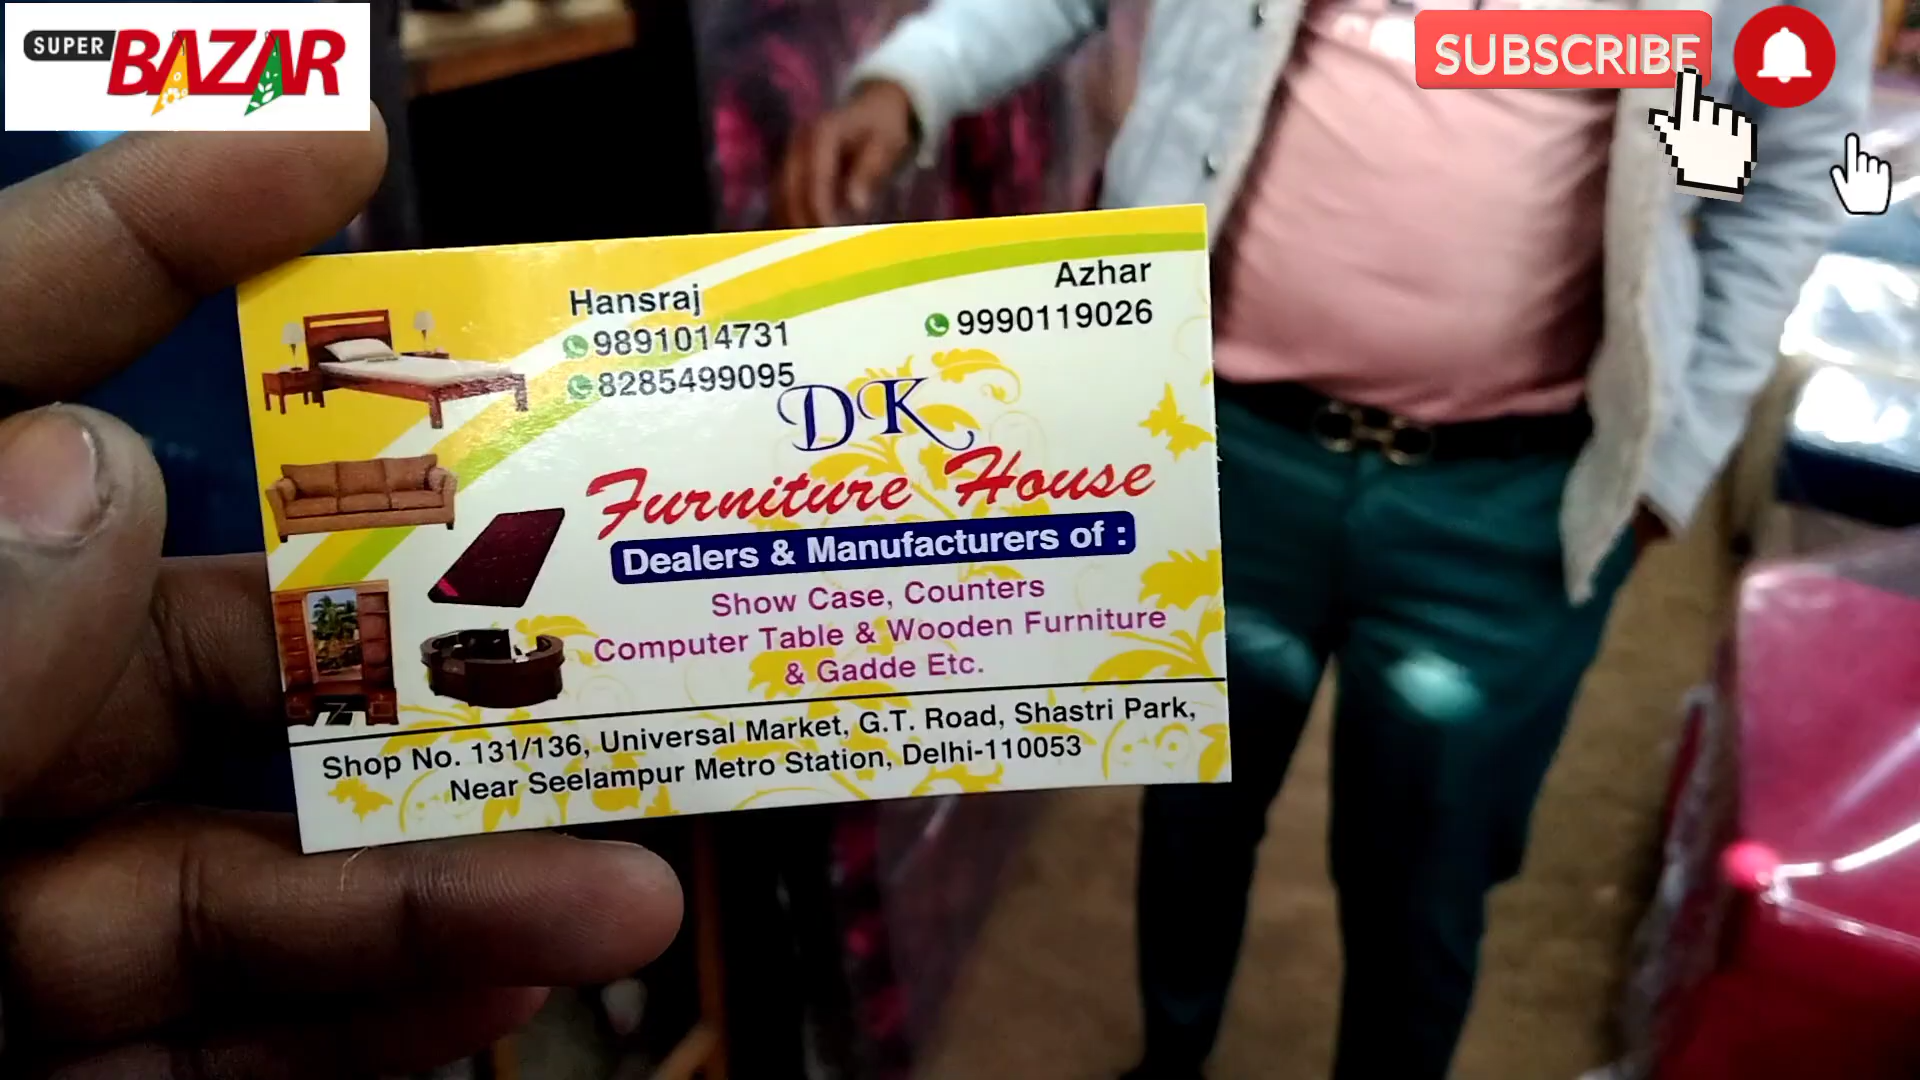 SUPER
BAZAR
SUBSCRIBE
Hansraj
9891014731
8285499095
Azhar
9990119026
DK
Furniture House
Dealers & Manufacturers of :
Show Case, Counters
Computer Table & Wooden Furniture
& Gadde Etc.
Shop No. 131/136, Universal Market, G.T. Road, Shastri Park,
Near Seelampur Metro Station, Delhi-110053